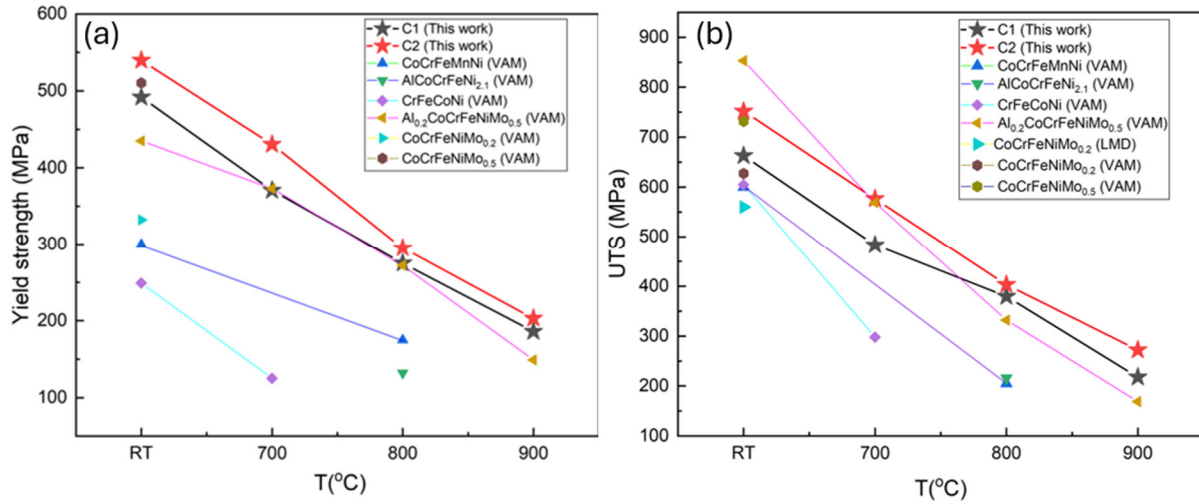 (a)
C1 (This work)
C2 (This work)
CoCrFeMnNi (VAM)
AlCoCrFeNi2.1 (VAM)
CrFeCoNi (VAM)
Al0.2CoCrFeNiMo0.5 (VAM)
CoCrFeNiMo0.2 (VAM)
CoCrFeNiMo0.5 (VAM)
Yield strength (MPa)
600
500
400
300
200
100
RT
700
800
900
T(oC)
(b)
C1 (This work)
C2 (This work)
CoCrFeMnNi (VAM)
AlCoCrFeNi2.1 (VAM)
CrFeCoNi (VAM)
Al0.2CoCrFeNiMo0.5 (VAM)
CoCrFeNiMo0.2 (LMD)
CoCrFeNiMo0.2 (VAM)
CoCrFeNiMo0.5 (VAM)
UTS (MPa)
900
800
700
600
500
400
300
200
100
RT
700
800
900
T(oC)